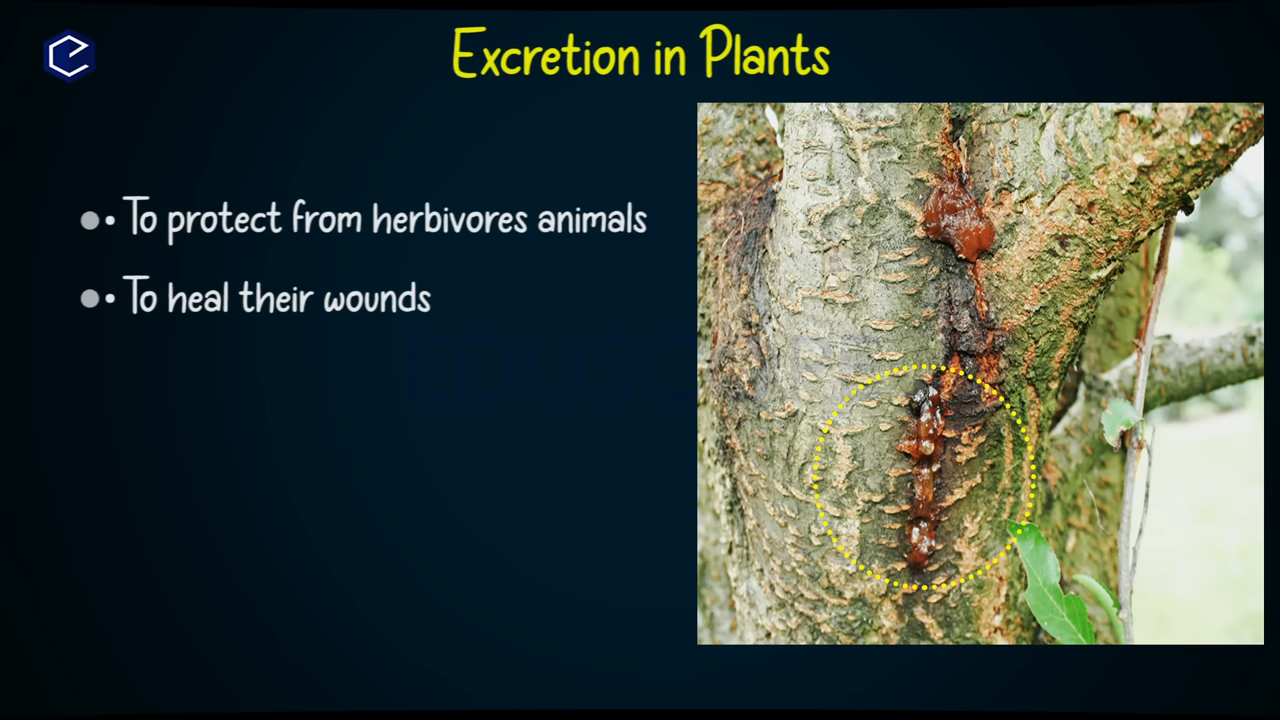 Excretion in Plants
• To protect from herbivores animals
• To heal their wounds